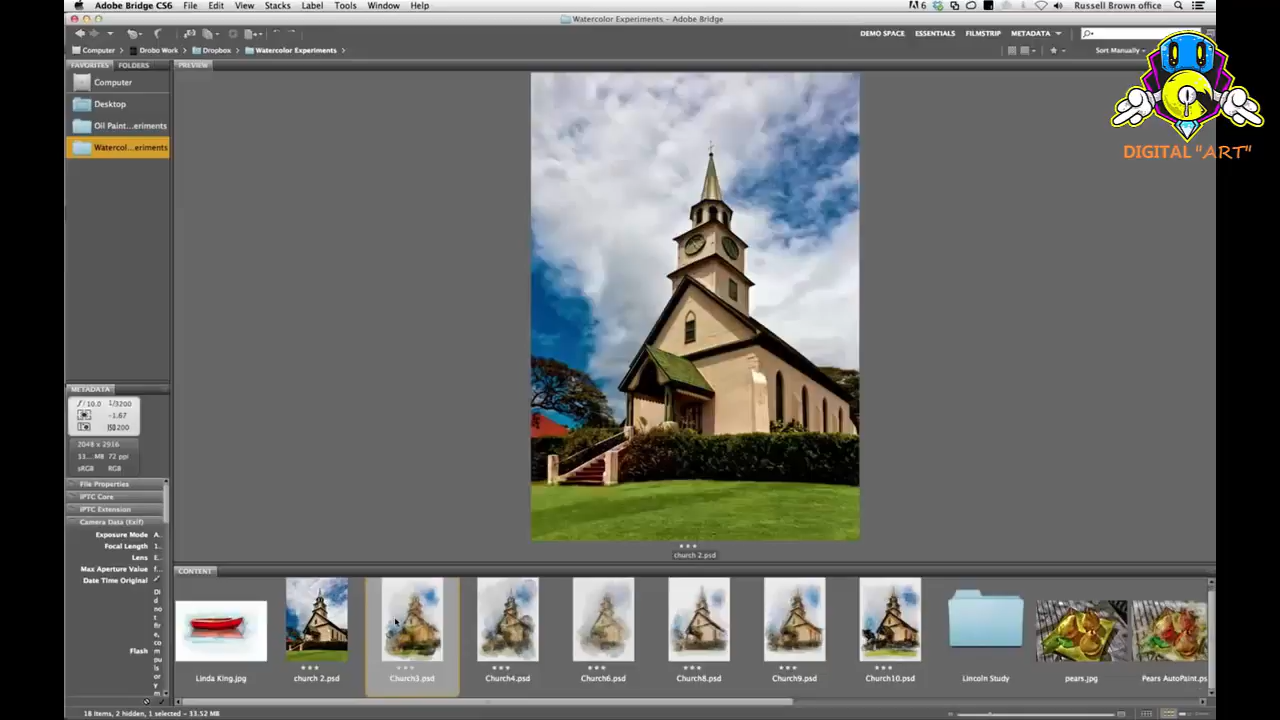 Adobe Bridge CS6 File Edit View Stacks Label Tools Window Help
6 Russell Brown office
Watercolor Experiments – Adobe Bridge
DEMO SPACE ESSENTIALS FILMSTRIP METADATA
Computer Drobo Work Dropbox Watercolor Experiments
Sort Manually
FAVORITES FOLDERS
PREVIEW
Computer
Desktop
Oil Paint...eriments
Watercol...eriments
DIGITAL "ART"
METADATA
f/10.0 1/3200
-1.67
ISO200
2048 x 2916
33.... MB 72 ppi
sRGB RGB
File Properties
IPTC Core
IPTC Extension
Camera Data (Exif)
Exposure Mode A..
Focal Length 1..
Lens E..
Max Aperture Value f..
Date Time Original
Flash
church 2.psd
CONTENT
Linda King.jpg
church 2.psd
Church3.psd
Church4.psd
Church6.psd
Church8.psd
Church9.psd
Church10.psd
Lincoln Study
pears.jpg
Pears AutoPaint.ps
18 items, 2 hidden, 1 selected - 33.52 MB